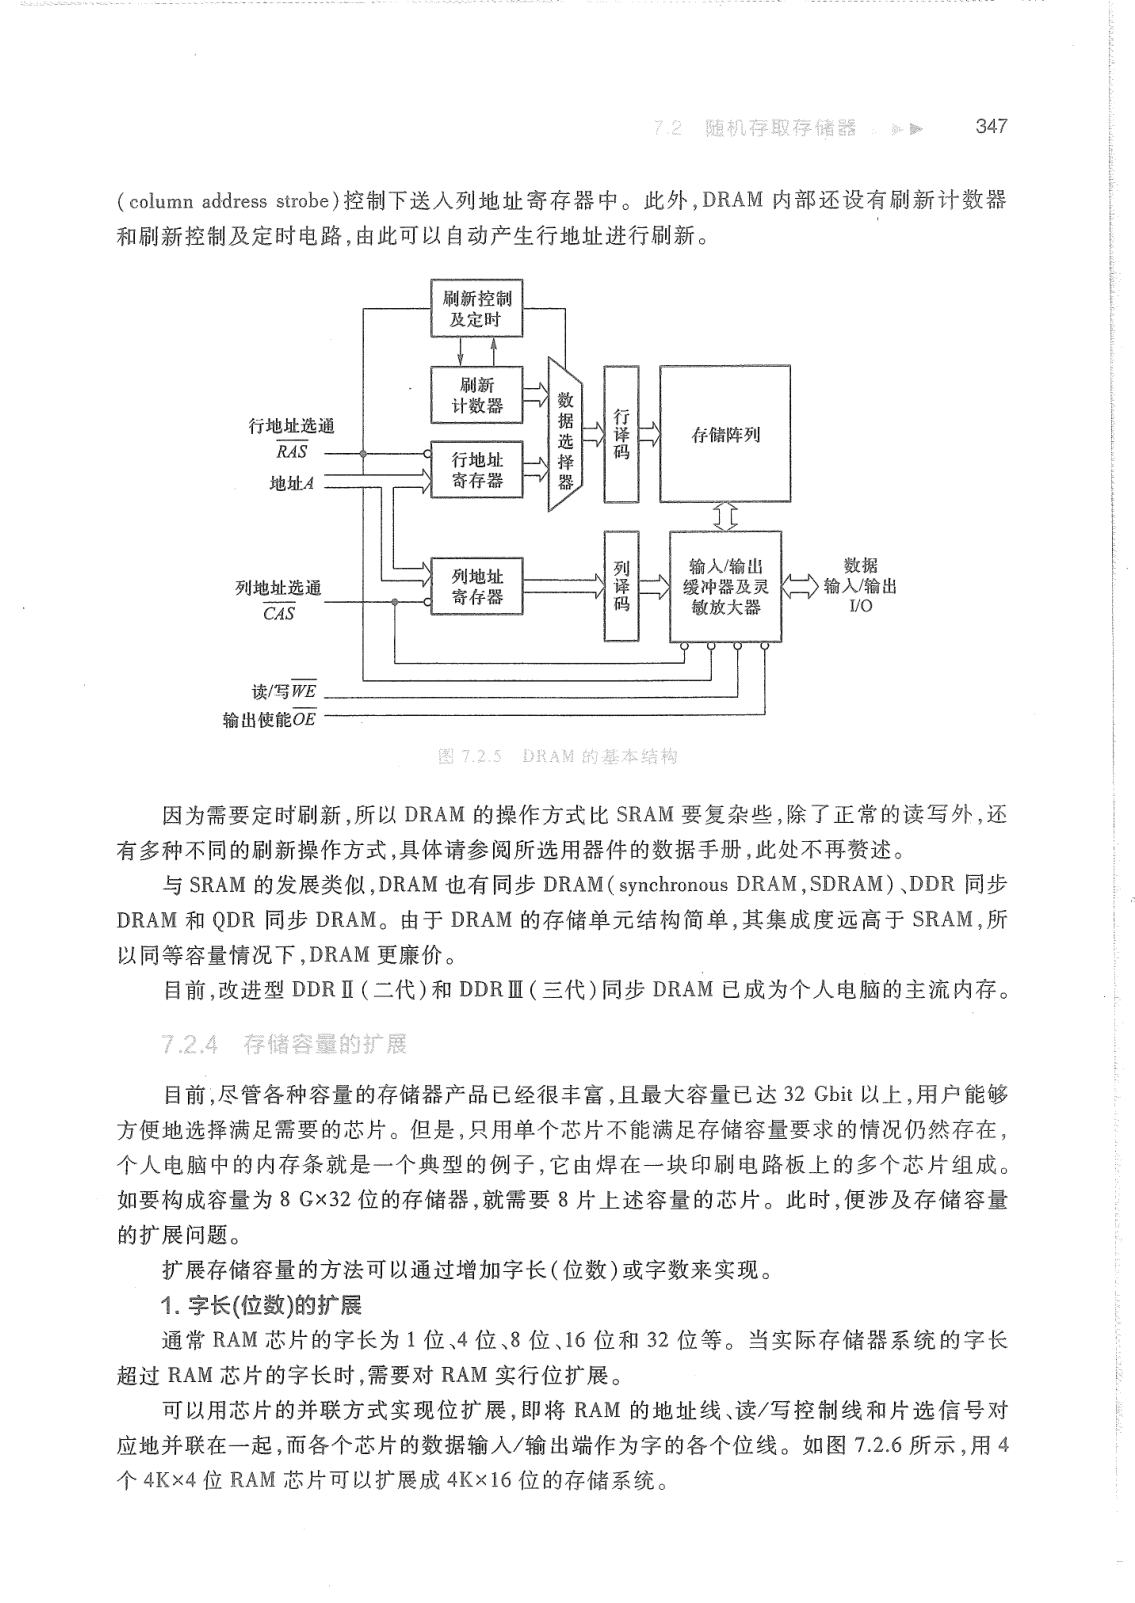 7.2 随机存取存储器 347
(column address strobe)控制下送入列地址寄存器中。此外,DRAM 内部还设有刷新计数器
和刷新控制及定时电路,由此可以自动产生行地址进行刷新。
刷新控制
及定时
刷新
计数器
行地址选通
RAS
地址A
行地址
寄存器
数据选择器
行译码
存储阵列
列地址选通
CAS
列地址
寄存器
列译码
输入/输出
缓冲器及灵
敏放大器
数据
输入/输出
I/O
读/写WE
输出使能OE
图 7.2.5 DRAM 的基本结构
因为需要定时刷新,所以 DRAM 的操作方式比 SRAM 要复杂些,除了正常的读写外,还
有多种不同的刷新操作方式,具体请参阅所选用器件的数据手册,此处不再赘述。
与 SRAM 的发展类似,DRAM 也有同步 DRAM(synchronous DRAM,SDRAM)、DDR 同步
DRAM 和 QDR 同步 DRAM。由于 DRAM 的存储单元结构简单,其集成度远高于 SRAM,所
以同等容量情况下,DRAM 更廉价。
目前,改进型 DDRⅡ(二代)和 DDRⅢ(三代)同步 DRAM 已成为个人电脑的主流内存。
7.2.4 存储容量的扩展
目前,尽管各种容量的存储器产品已经很丰富,且最大容量已达 32 Gbit 以上,用户能够
方便地选择满足需要的芯片。但是,只用单个芯片不能满足存储容量要求的情况仍然存在,
个人电脑中的内存条就是一个典型的例子,它由焊在一块印刷电路板上的多个芯片组成。
如要构成容量为 8 G×32 位的存储器,就需要 8 片上述容量的芯片。此时,便涉及存储容量
的扩展问题。
扩展存储容量的方法可以通过增加字长(位数)或字数来实现。
1. 字长(位数)的扩展
通常 RAM 芯片的字长为 1 位、4 位、8 位、16 位和 32 位等。当实际存储器系统的字长
超过 RAM 芯片的字长时,需要对 RAM 实行位扩展。
可以用芯片的并联方式实现位扩展,即将 RAM 的地址线、读/写控制线和片选信号对
应地并联在一起,而各个芯片的数据输入/输出端作为字的各个位线。如图 7.2.6 所示,用 4
个 4K×4 位 RAM 芯片可以扩展成 4K×16 位的存储系统。